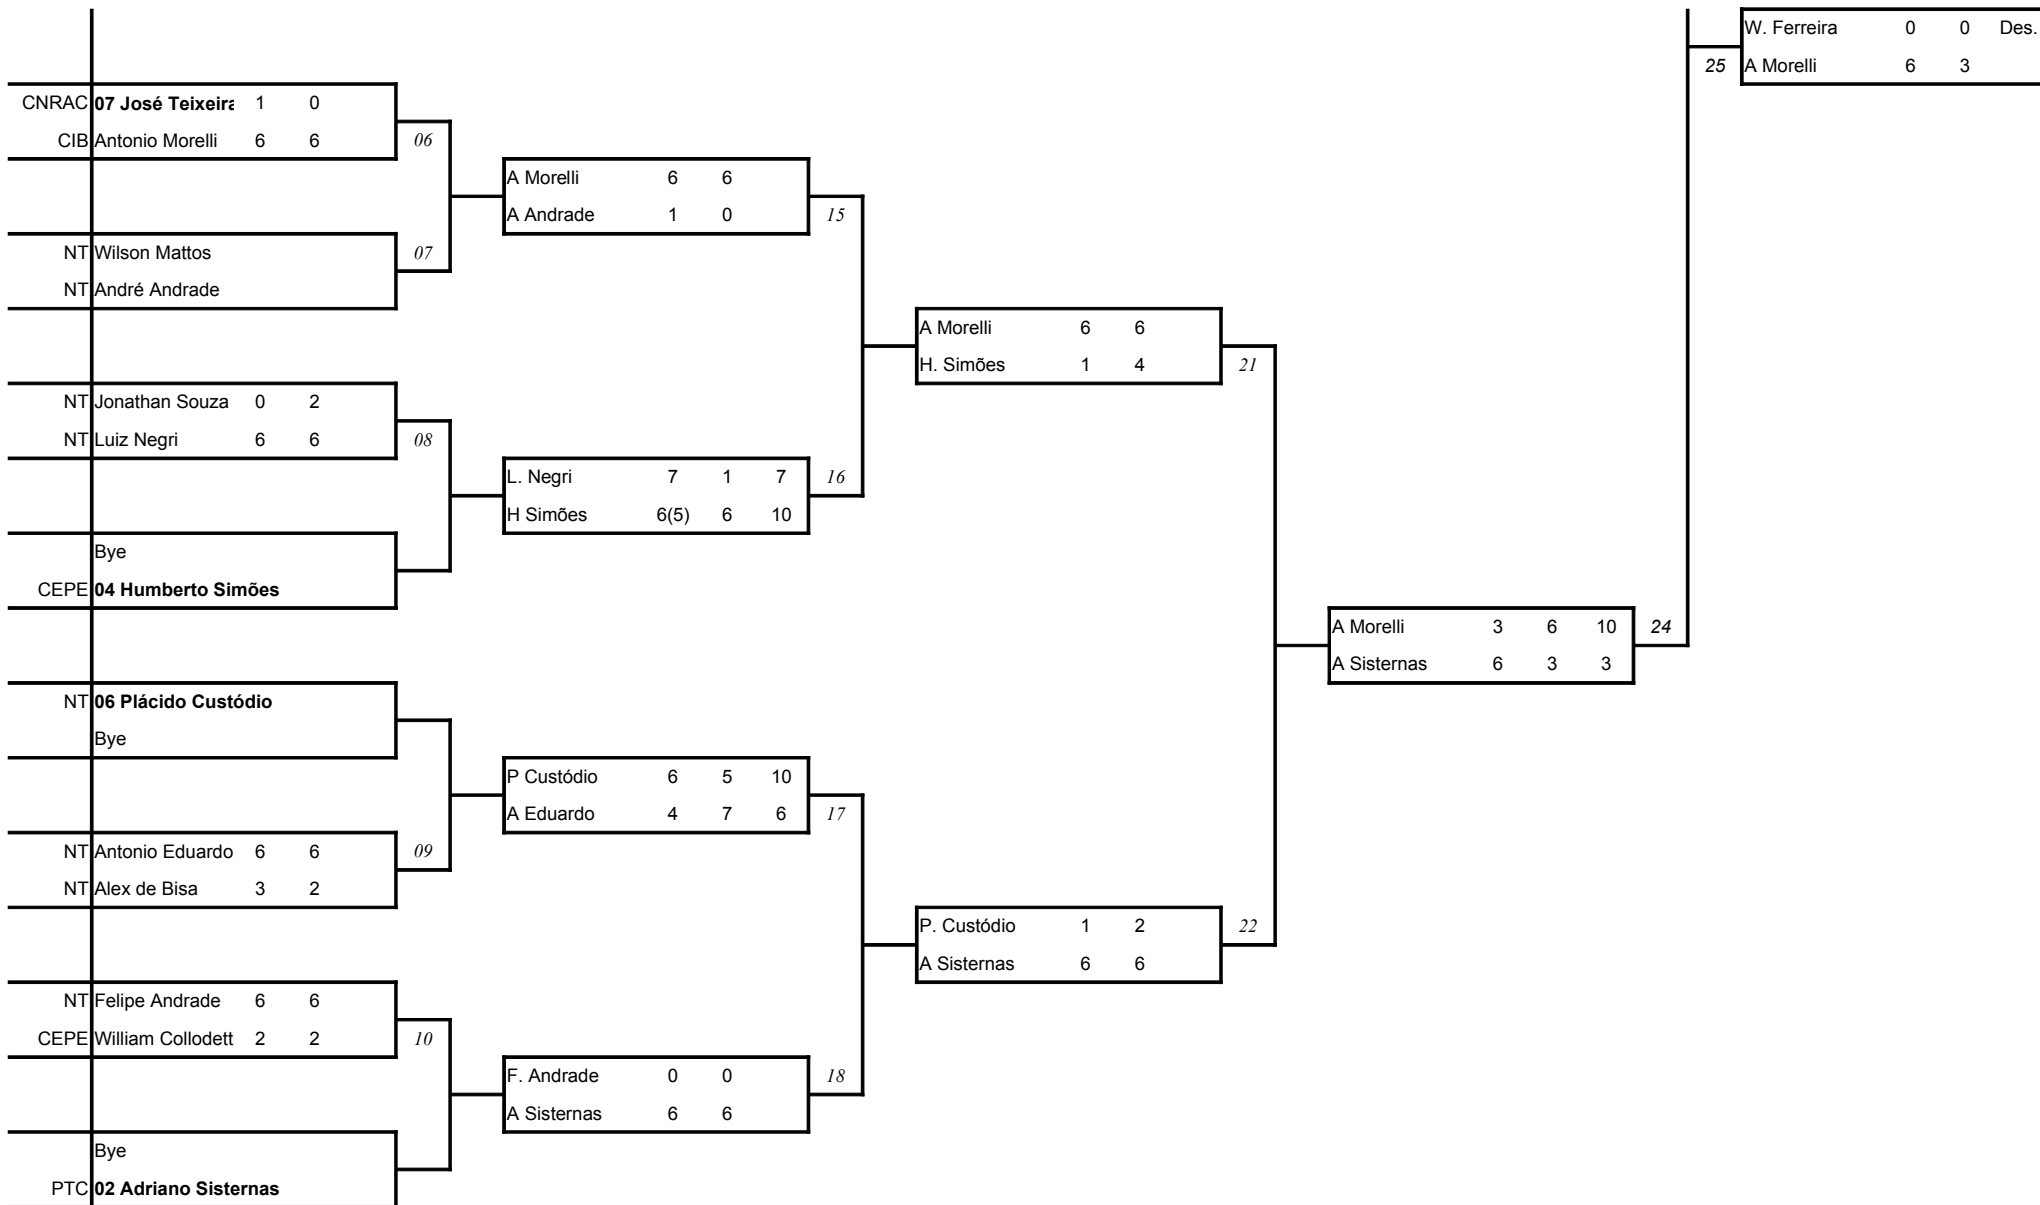 W. Ferreira 0 0 Des.
25 A Morelli 6 3
CNRAC 07 José Teixeira 1 0
CIB Antonio Morelli 6 6 06
A Morelli 6 6
A Andrade 1 0 15
NT Wilson Mattos 07
NT André Andrade
A Morelli 6 6
H. Simões 1 4 21
NT Jonathan Souza 0 2
NT Luiz Negri 6 6 08
L. Negri 7 1 7 16
H Simões 6(5) 6 10
Bye
CEPE 04 Humberto Simões
A Morelli 3 6 10 24
A Sisternas 6 3 3
NT 06 Plácido Custódio
Bye
P Custódio 6 5 10
A Eduardo 4 7 6 17
NT Antonio Eduardo 6 6 09
NT Alex de Bisa 3 2
P. Custódio 1 2 22
A Sisternas 6 6
NT Felipe Andrade 6 6
CEPE William Collodett 2 2 10
F. Andrade 0 0 18
A Sisternas 6 6
Bye
PTC 02 Adriano Sisternas